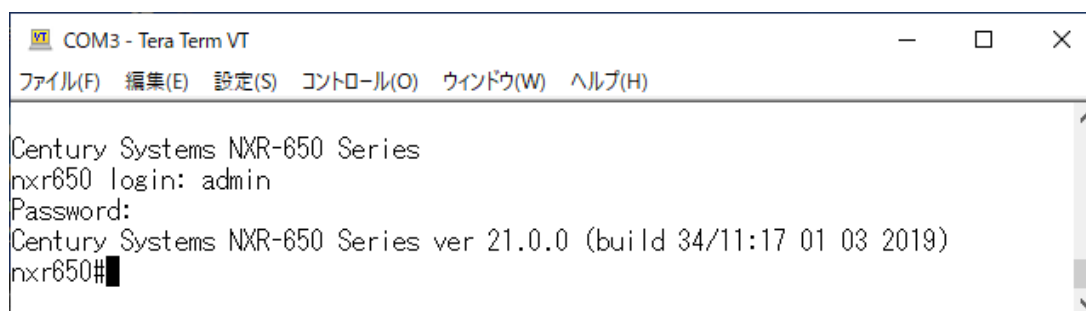 COM3 - Tera Term VT
ファイル(F) 編集(E) 設定(S) コントロール(O) ウィンドウ(W) ヘルプ(H)
Century Systems NXR-650 Series
nxr650 login: admin
Password:
Century Systems NXR-650 Series ver 21.0.0 (build 34/11:17 01 03 2019)
nxr650#